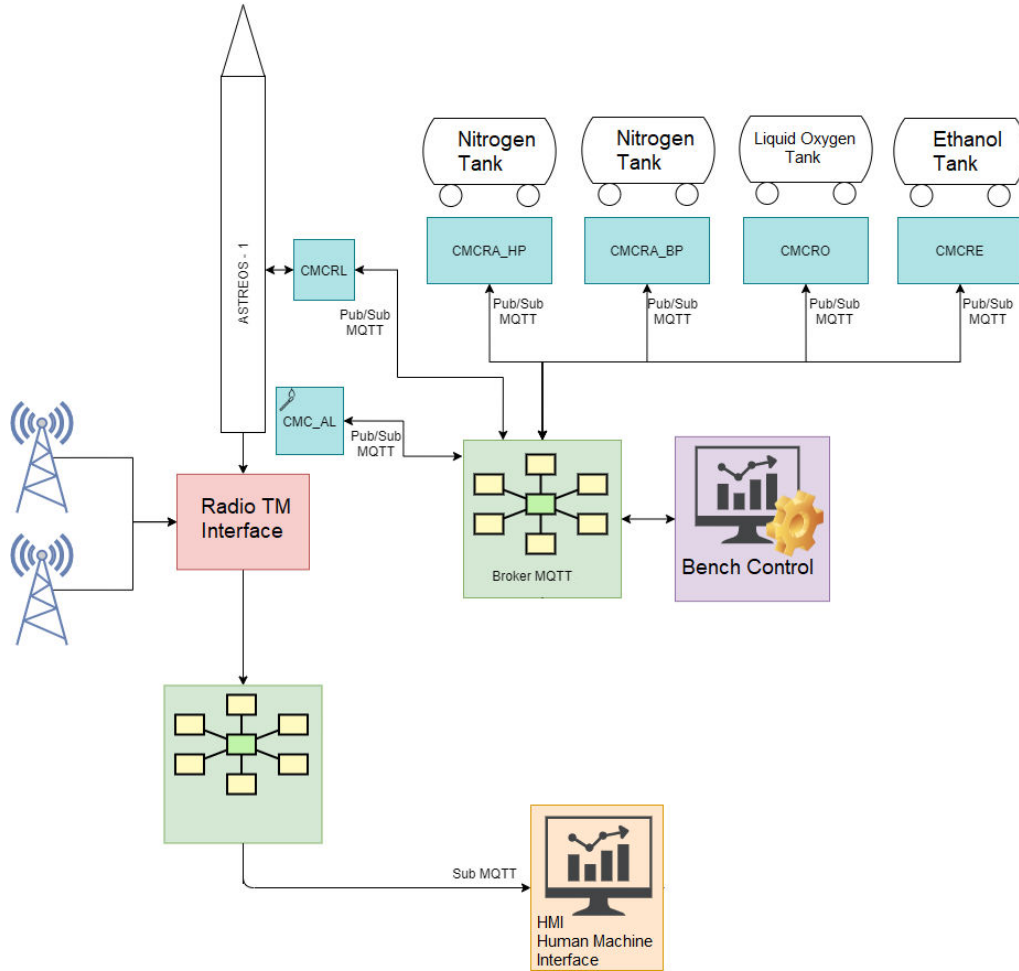 Nitrogen
Tank
Nitrogen
Tank
Liquid Oxygen
Tank
Ethanol
Tank
ASTREOS - 1
CMCRL
CMCRA_HP
CMCRA_BP
CMCRO
CMCRE
Pub/Sub
MQTT
Pub/Sub
MQTT
Pub/Sub
MQTT
Pub/Sub
MQTT
Pub/Sub
MQTT
CMC_AL
Pub/Sub
MQTT
Radio TM
Interface
Broker MQTT
Bench Control
Sub MQTT
HMI
Human Machine
Interface